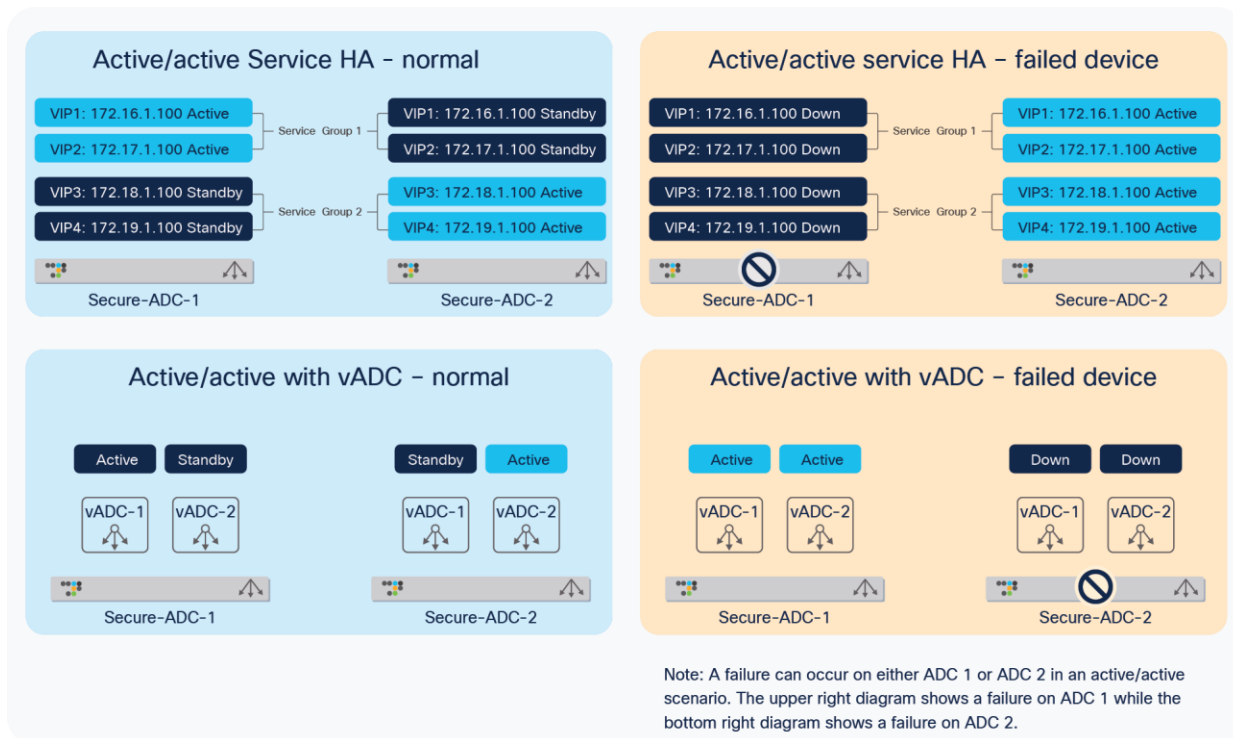 Active/active Service HA – normal
VIP1: 172.16.1.100 Active
VIP2: 172.17.1.100 Active
Service Group 1
VIP1: 172.16.1.100 Standby
VIP2: 172.17.1.100 Standby
VIP3: 172.18.1.100 Standby
VIP4: 172.19.1.100 Standby
Service Group 2
VIP3: 172.18.1.100 Active
VIP4: 172.19.1.100 Active
Secure-ADC-1
Secure-ADC-2
Active/active service HA – failed device
VIP1: 172.16.1.100 Down
VIP2: 172.17.1.100 Down
Service Group 1
VIP1: 172.16.1.100 Active
VIP2: 172.17.1.100 Active
VIP3: 172.18.1.100 Down
VIP4: 172.19.1.100 Down
Service Group 2
VIP3: 172.18.1.100 Active
VIP4: 172.19.1.100 Active
Secure-ADC-1
Secure-ADC-2
Active/active with vADC – normal
Active
Standby
Standby
Active
vADC-1
vADC-2
vADC-1
vADC-2
Secure-ADC-1
Secure-ADC-2
Active/active with vADC – failed device
Active
Active
Down
Down
vADC-1
vADC-2
vADC-1
vADC-2
Secure-ADC-1
Secure-ADC-2
Note: A failure can occur on either ADC 1 or ADC 2 in an active/active
scenario. The upper right diagram shows a failure on ADC 1 while the
bottom right diagram shows a failure on ADC 2.